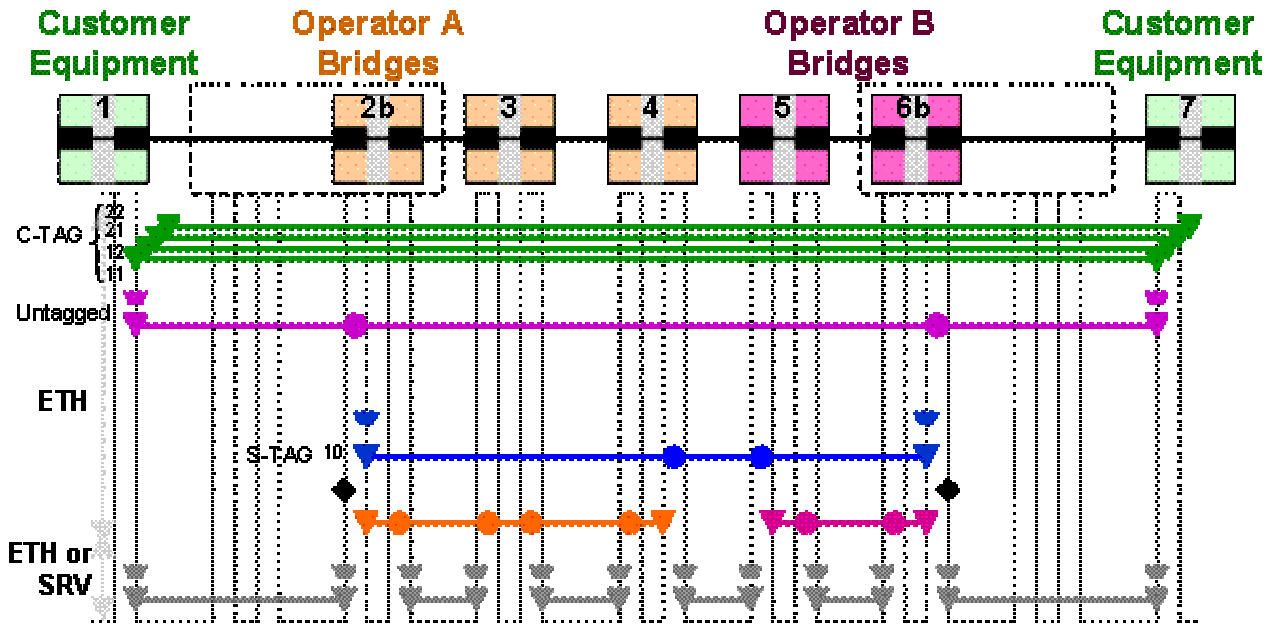 Customer Equipment
Operator A Bridges
Operator B Bridges
Customer Equipment
1
2b
3
4
5
6b
7
C-TAG
22
21
12
11
Untagged
ETH
S-TAG 10
ETH or SRV